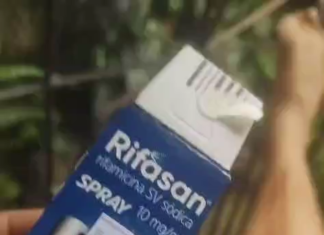 Rifasan
rifamicina SV sódica
SPRAY 10 mg/m